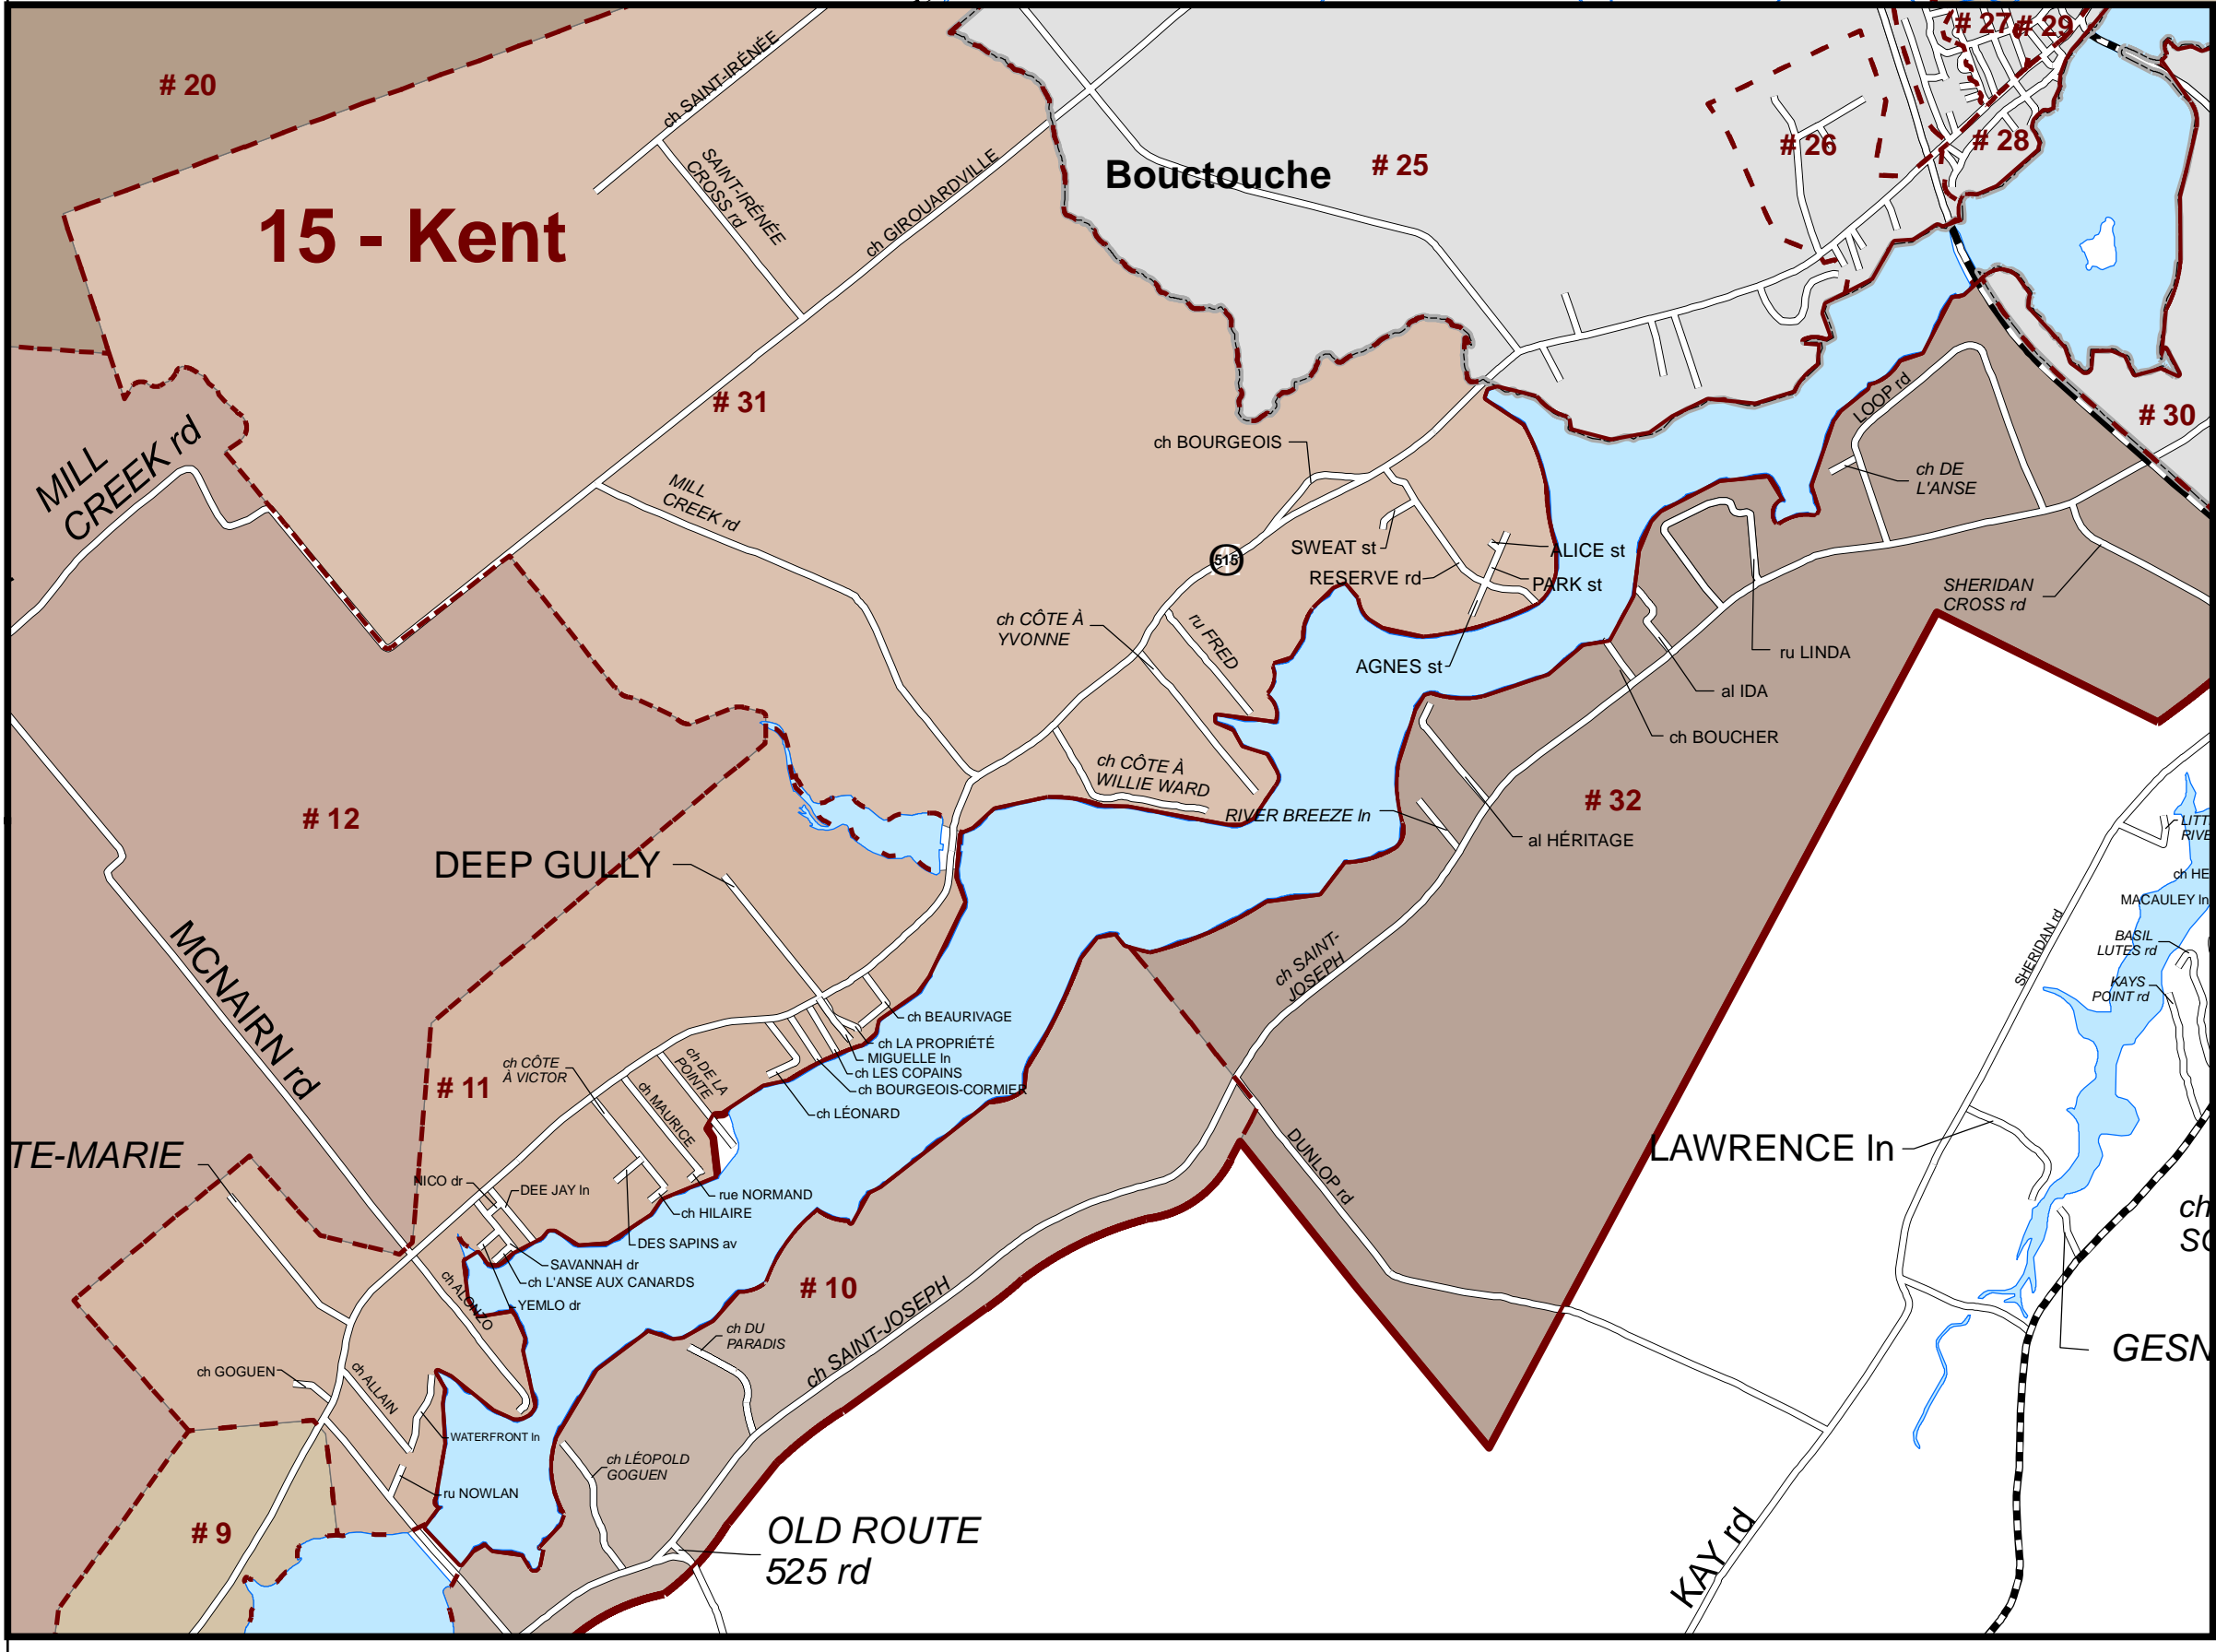 # 20
15 - Kent
ch SAINT-IRÉNÉE
SAINT-IRÉNÉE
CROSS rd
ch GIROUARDVILLE
Bouctouche
# 25
# 26
# 27
# 29
# 28
# 30
# 31
MILL
CREEK rd
MILL
CREEK rd
ch BOURGEOIS
515
SWEAT st
RESERVE rd
ALICE st
PARK st
AGNES st
LOOP rd
ch DE
L'ANSE
SHERIDAN
CROSS rd
ch CÔTE À
YVONNE
ru FRED
ru LINDA
al IDA
ch BOUCHER
ch CÔTE À
WILLIE WARD
RIVER BREEZE ln
al HÉRITAGE
# 32
# 12
DEEP GULLY
MCNAIRN rd
ch SAINT-
JOSEPH
SHERIDAN rd
LITT
RIVE
ch HE
MACAULEY ln
BASIL
LUTES rd
KAYS
POINT rd
ch BEAURIVAGE
ch LA PROPRIÉTÉ
MIGUELLE ln
ch LES COPAINS
ch BOURGEOIS-CORMIER
ch LÉONARD
# 11
ch CÔTE
À VICTOR
ch DE LA
POINTE
ch MAURICE
TE-MARIE
NICO dr
DEE JAY ln
rue NORMAND
ch HILAIRE
DES SAPINS av
SAVANNAH dr
ch L'ANSE AUX CANARDS
YEMLO dr
ch ALONZO
DUNLOP rd
LAWRENCE ln
ch
SC
GESN
# 10
ch SAINT-JOSEPH
ch DU
PARADIS
ch GOGUEN
ch ALLAIN
WATERFRONT ln
ru NOWLAN
ch LÉOPOLD
GOGUEN
# 9
OLD ROUTE
525 rd
KAY rd